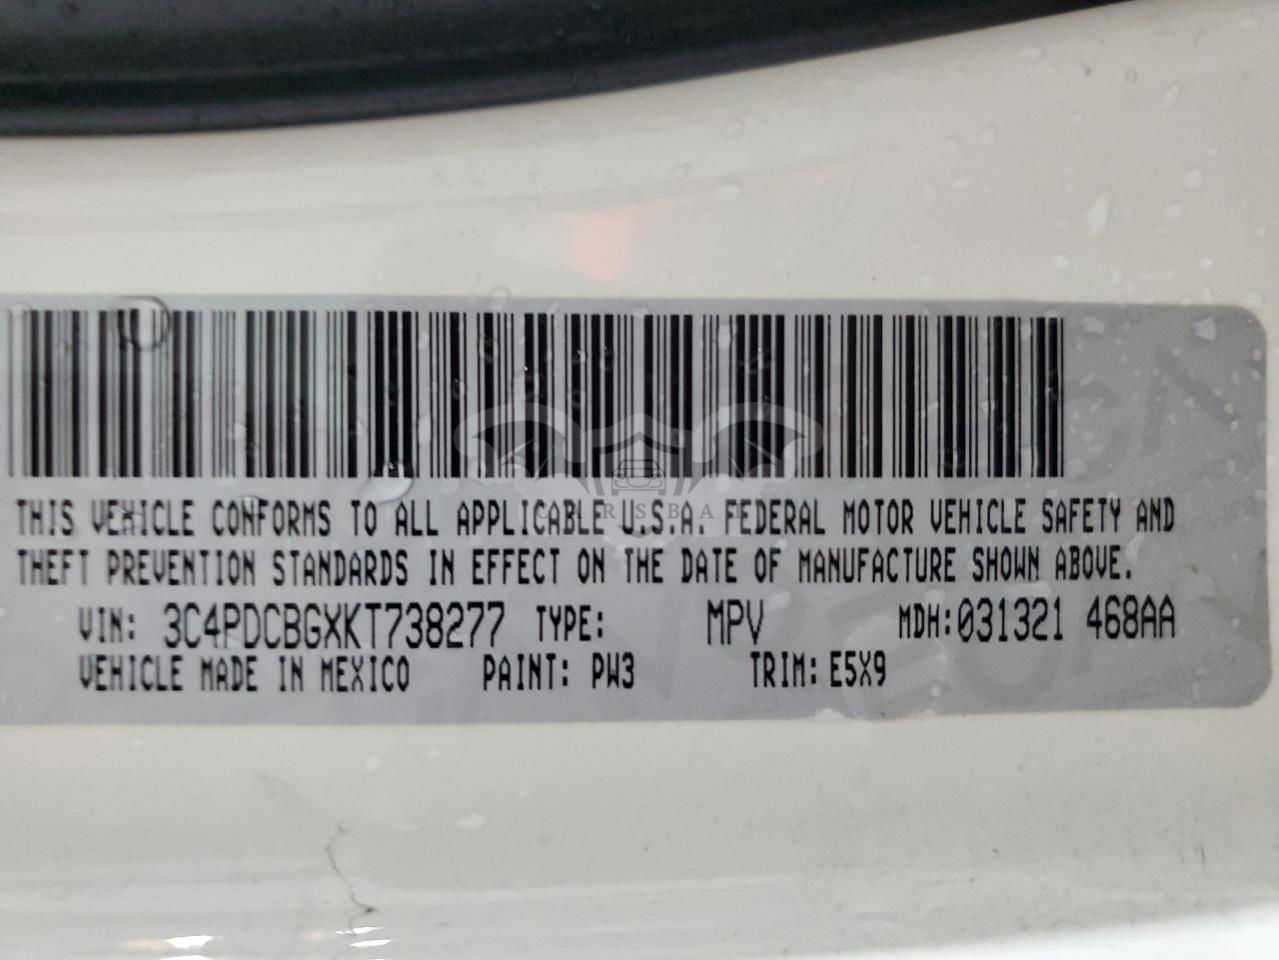 THIS VEHICLE CONFORMS TO ALL APPLICABLE U.S.A. FEDERAL MOTOR VEHICLE SAFETY AND
THEFT PREVENTION STANDARDS IN EFFECT ON THE DATE OF MANUFACTURE SHOWN ABOVE.
VIN: 3C4PDCBGXKT738277 TYPE: MPV MDH:031321 468AA
VEHICLE MADE IN MEXICO PAINT: PW3 TRIM: E5X9